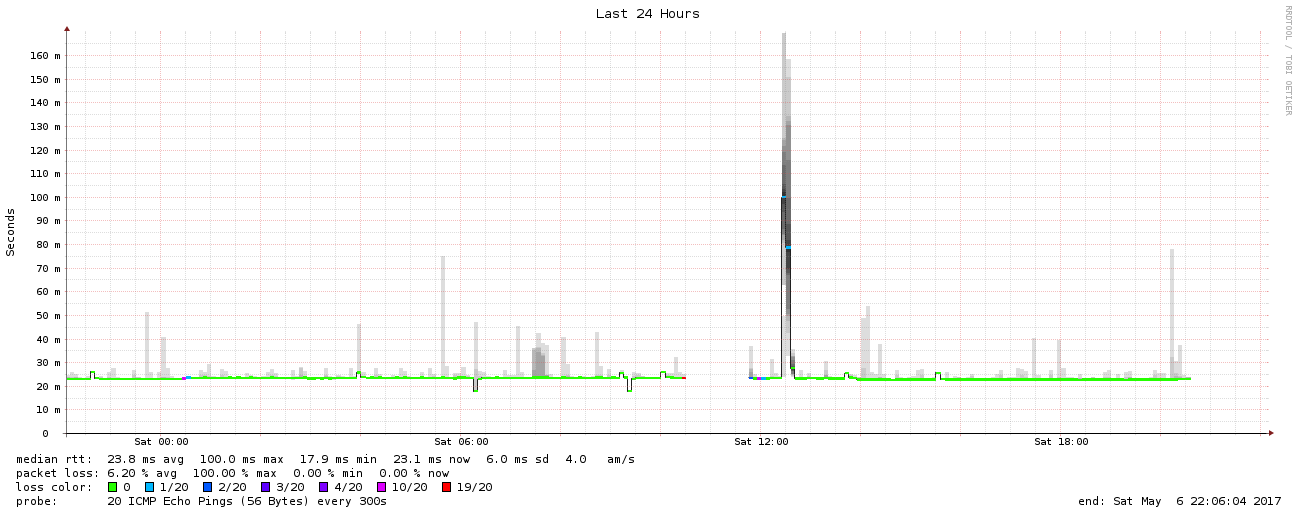 Last 24 Hours
RRDTOOL / TOBI OETIKER
Seconds
160 m
150 m
140 m
130 m
120 m
110 m
100 m
90 m
80 m
70 m
60 m
50 m
40 m
30 m
20 m
10 m
0
Sat 00:00 Sat 06:00 Sat 12:00 Sat 18:00
median rtt: 23.8 ms avg 100.0 ms max 17.9 ms min 23.1 ms now 6.0 ms sd 4.0 am/s
packet loss: 6.20 % avg 100.00 % max 0.00 % min 0.00 % now
loss color: 0 1/20 2/20 3/20 4/20 10/20 19/20
probe: 20 ICMP Echo Pings (56 Bytes) every 300s end: Sat May 6 22:06:04 2017